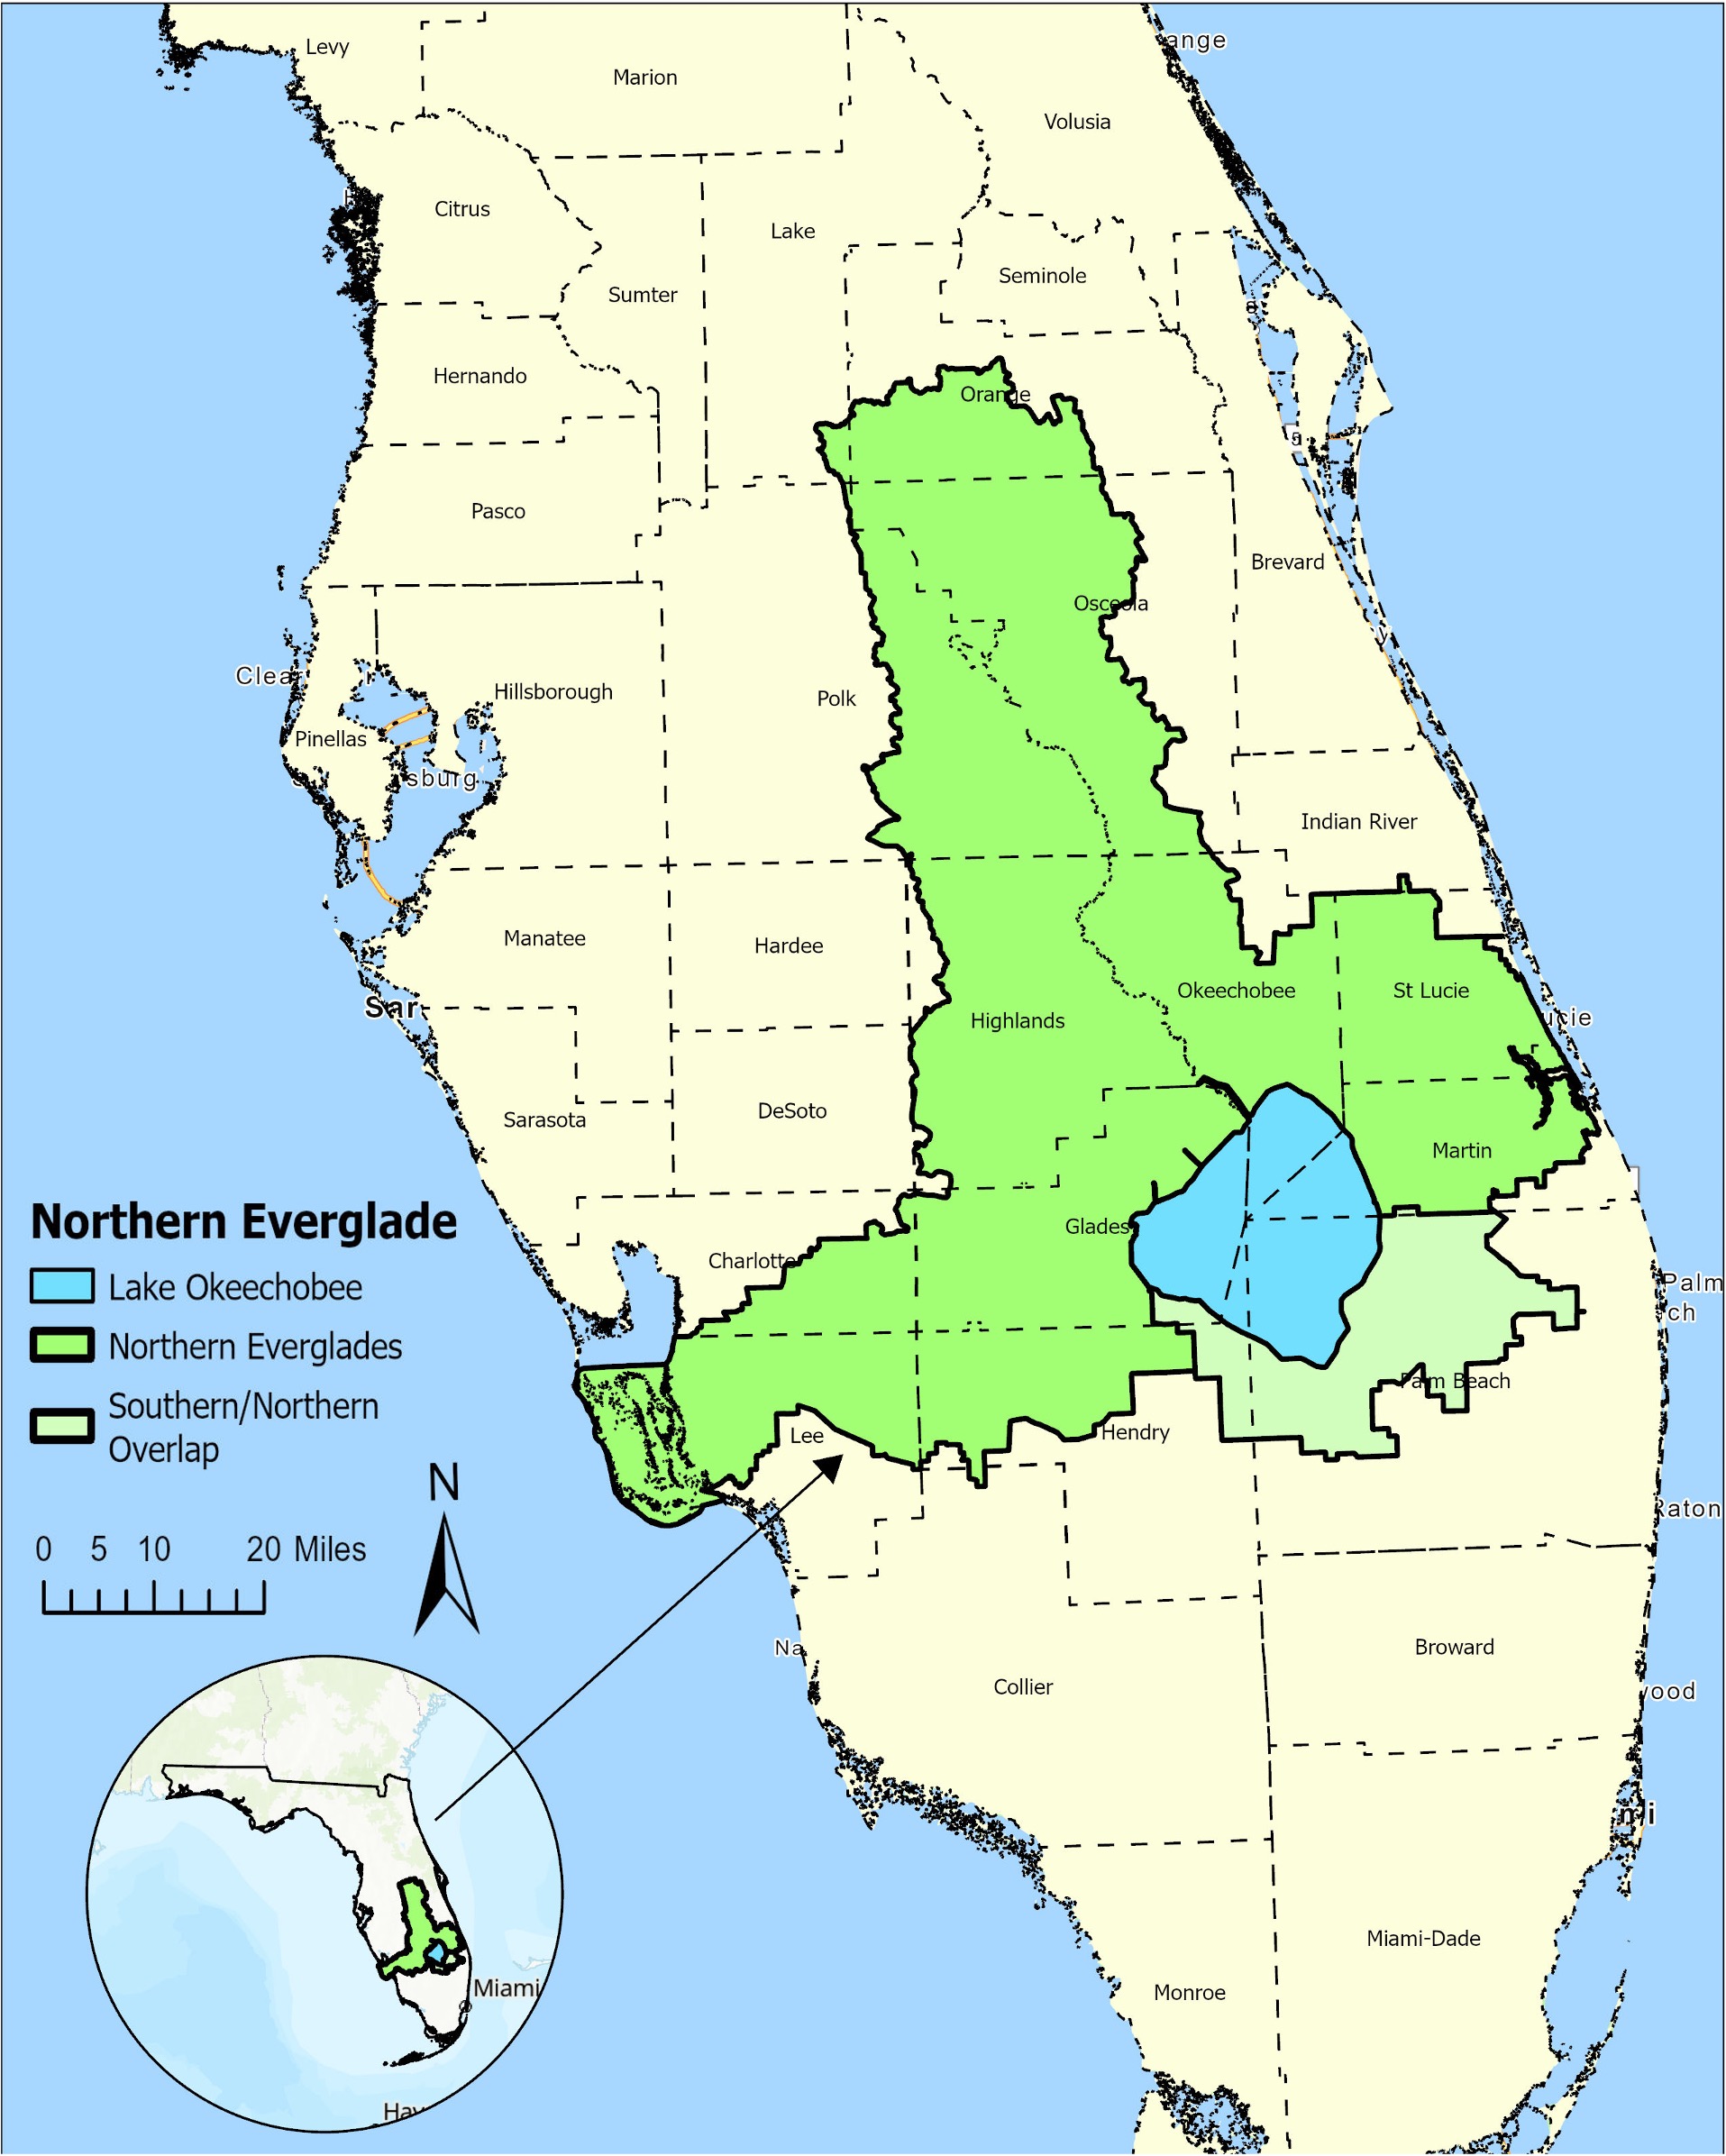 ange
Levy
Marion
Volusia
Citrus
Lake
Seminole
Sumter
Hernando
Orange
Pasco
Brevard
Osceola
Clear
Hillsborough
Polk
Pinellas
sburg
Indian River
Manatee
Hardee
Okeechobee
St Lucie
Sar
Highlands
ucie
DeSoto
Sarasota
Martin
Glades
Charlotte
Palm
ch
Northern Everglade
Lake Okeechobee
Northern Everglades
Southern/Northern
Overlap
Palm Beach
Lee
Hendry
N
Raton
0 5 10 20 Miles
Na
Broward
Collier
wood
mi
Miami-Dade
Miami
Monroe
Hav